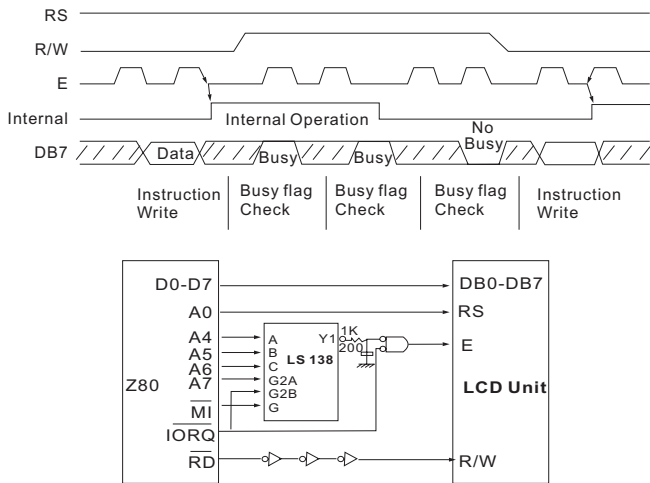 RS
R/W
E
Internal
Internal Operation
No
Busy
DB7
Data
Busy
Busy
Instruction
Write
Busy flag
Check
Busy flag
Check
Busy flag
Check
Instruction
Write
D0-D7
DB0-DB7
A0
RS
A4
A
Y1
1K
A5
B
LS 138
200
E
A6
C
A7
G2A
Z80
G2B
LCD Unit
MI
G
IORQ
RD
R/W